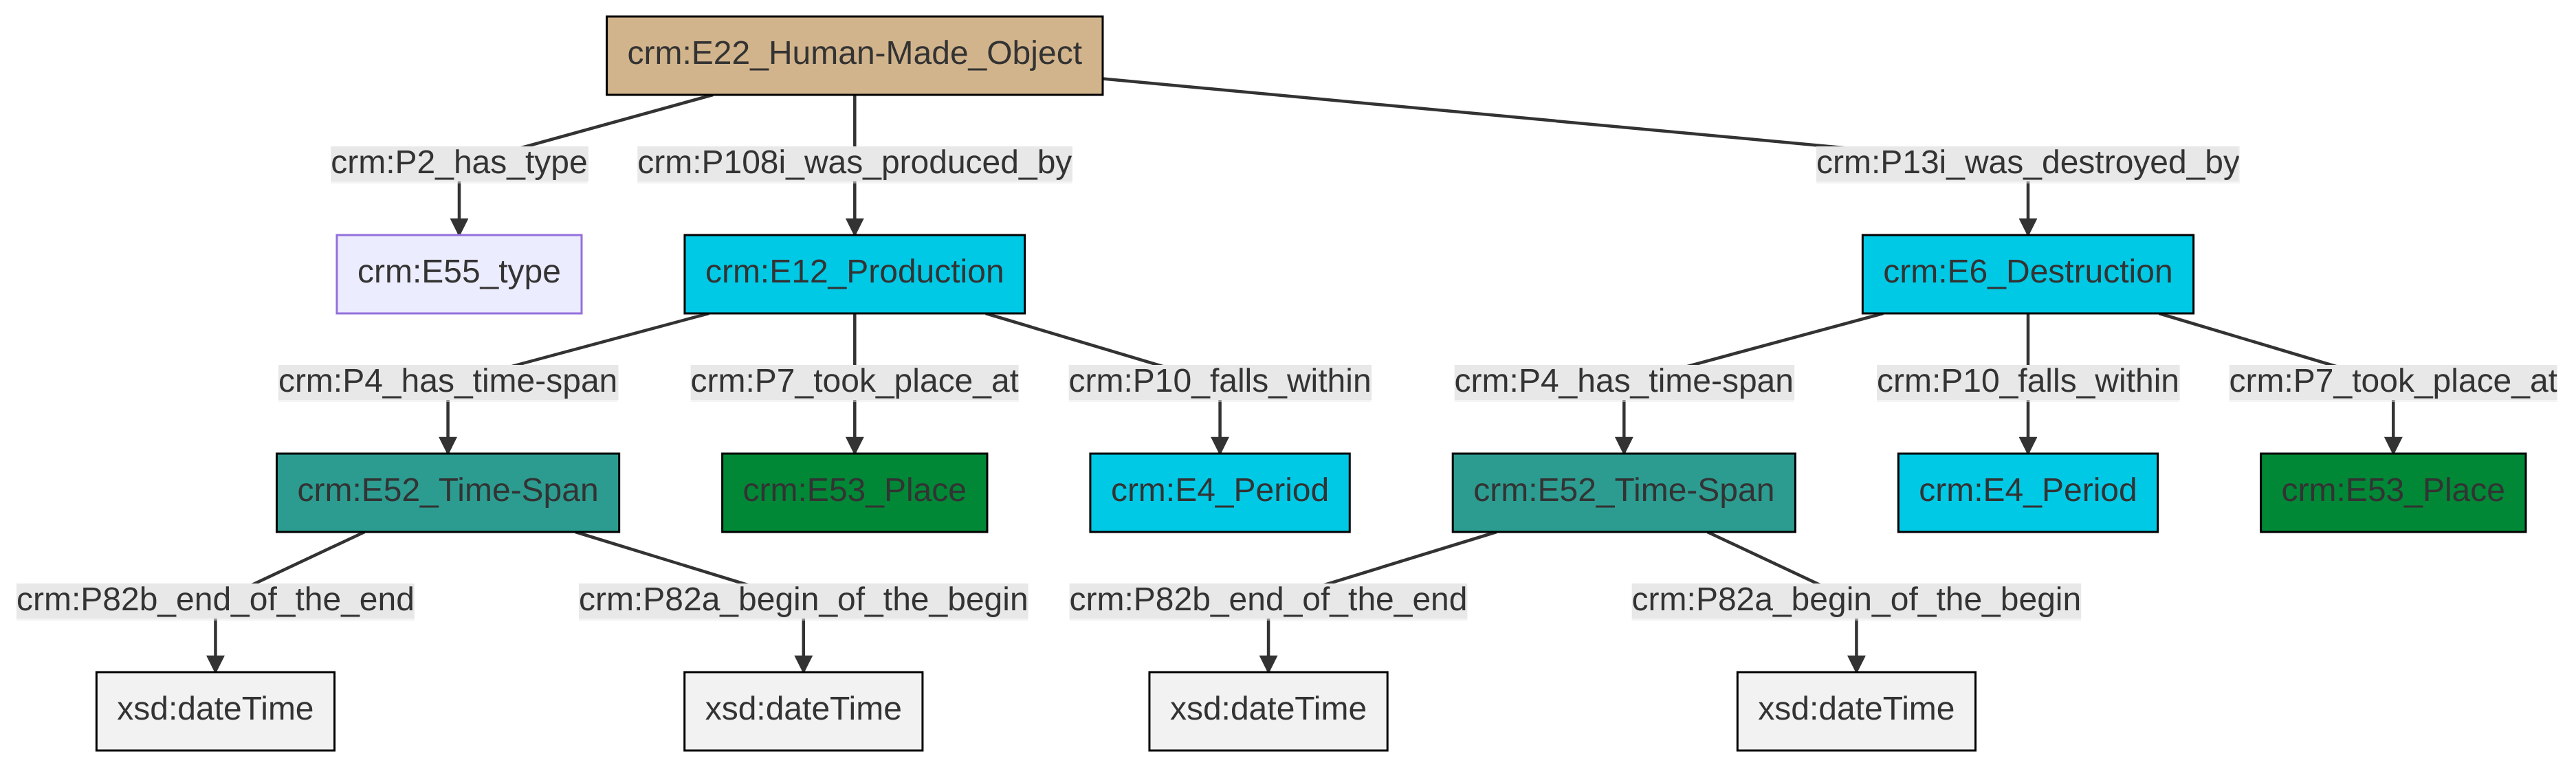 crm:E22_Human-Made_Object
crm:P2_has_type
crm:P108i_was_produced_by
crm:P13i_was_destroyed_by
crm:E55_type
crm:E12_Production
crm:E6_Destruction
crm:P4_has_time-span
crm:P7_took_place_at
crm:P10_falls_within
crm:P4_has_time-span
crm:P10_falls_within
crm:P7_took_place_at
crm:E52_Time-Span
crm:E53_Place
crm:E4_Period
crm:E52_Time-Span
crm:E4_Period
crm:E53_Place
crm:P82b_end_of_the_end
crm:P82a_begin_of_the_begin
crm:P82b_end_of_the_end
crm:P82a_begin_of_the_begin
xsd:dateTime
xsd:dateTime
xsd:dateTime
xsd:dateTime